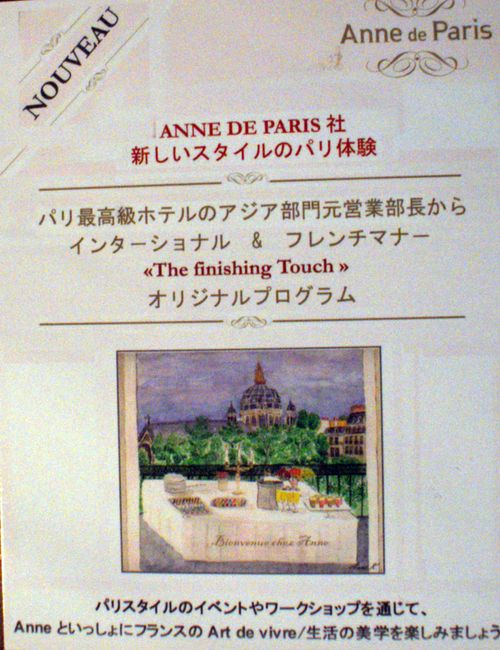 NOUVEAU
Anne de Paris
ANNE DE PARIS 社
新しいスタイルのパリ体験
パリ最高級ホテルのアジア部門元営業部長から
インターショナル & フレンチマナー
«The finishing Touch »
オリジナルプログラム
Bienvenue chez Anne
パリスタイルのイベントやワークショップを通じて、
Anne といっしょにフランスの Art de vivre/生活の美学を楽しみましょう